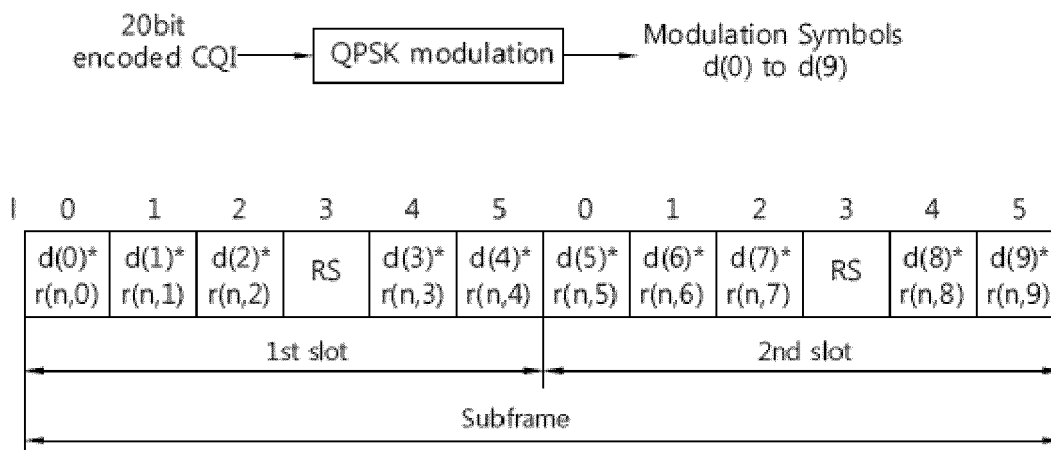 20bit
encoded CQI
QPSK modulation
Modulation Symbols
d(0) to d(9)
l 0 1 2 3 4 5 0 1 2 3 4 5
d(0)* d(1)* d(2)* RS d(3)* d(4)* d(5)* d(6)* d(7)* RS d(8)* d(9)*
r(n,0) r(n,1) r(n,2) r(n,3) r(n,4) r(n,5) r(n,6) r(n,7) r(n,8) r(n,9)
1st slot 2nd slot
Subframe